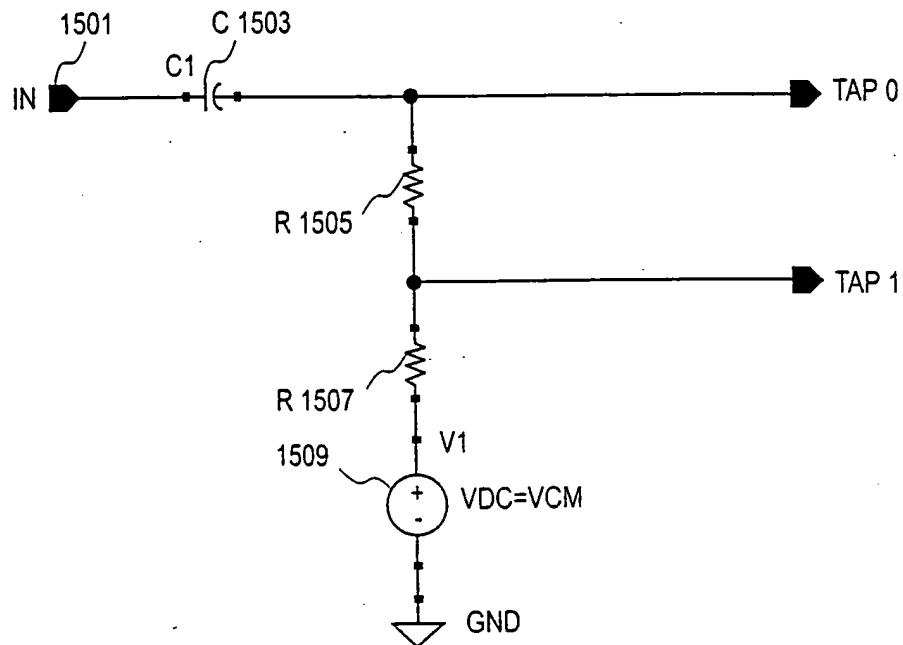 1501
C 1503
C1
IN
TAP 0
R 1505
TAP 1
R 1507
V1
1509
+
VDC=VCM
-
GND